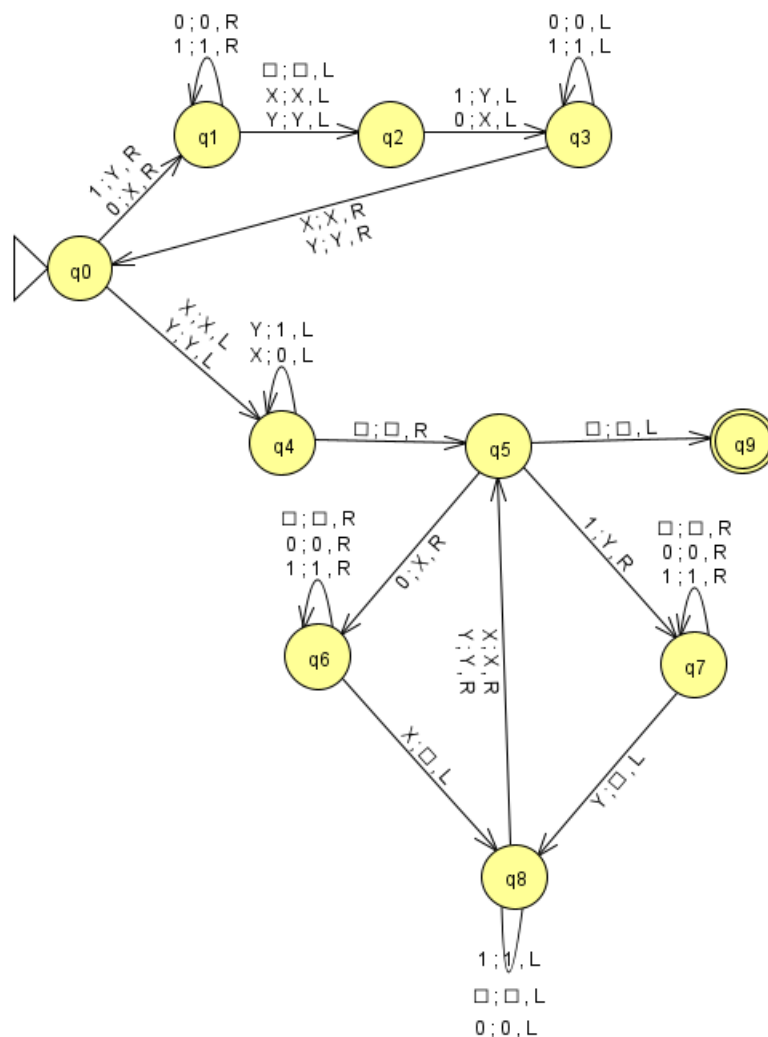 0 ; 0 , R
1 ; 1 , R
0 ; 0 , L
1 ; 1 , L
□ ; □ , L
X ; X , L
Y ; Y , L
1 ; Y , L
0 ; X , L
q1
q2
q3
1 ; Y , R
0 ; X , R
X ; X , R
Y ; Y , R
q0
X ; X , L
Y ; Y , L
Y ; 1 , L
X ; 0 , L
q4
□ ; □ , R
q5
□ ; □ , L
q9
□ ; □ , R
0 ; 0 , R
1 ; 1 , R
0 ; X , R
1 ; Y , R
□ ; □ , R
0 ; 0 , R
1 ; 1 , R
q6
X ; X , R
Y ; Y , R
q7
X ; □ , L
Y ; □ , L
q8
1 ; 1 , L
□ ; □ , L
0 ; 0 , L